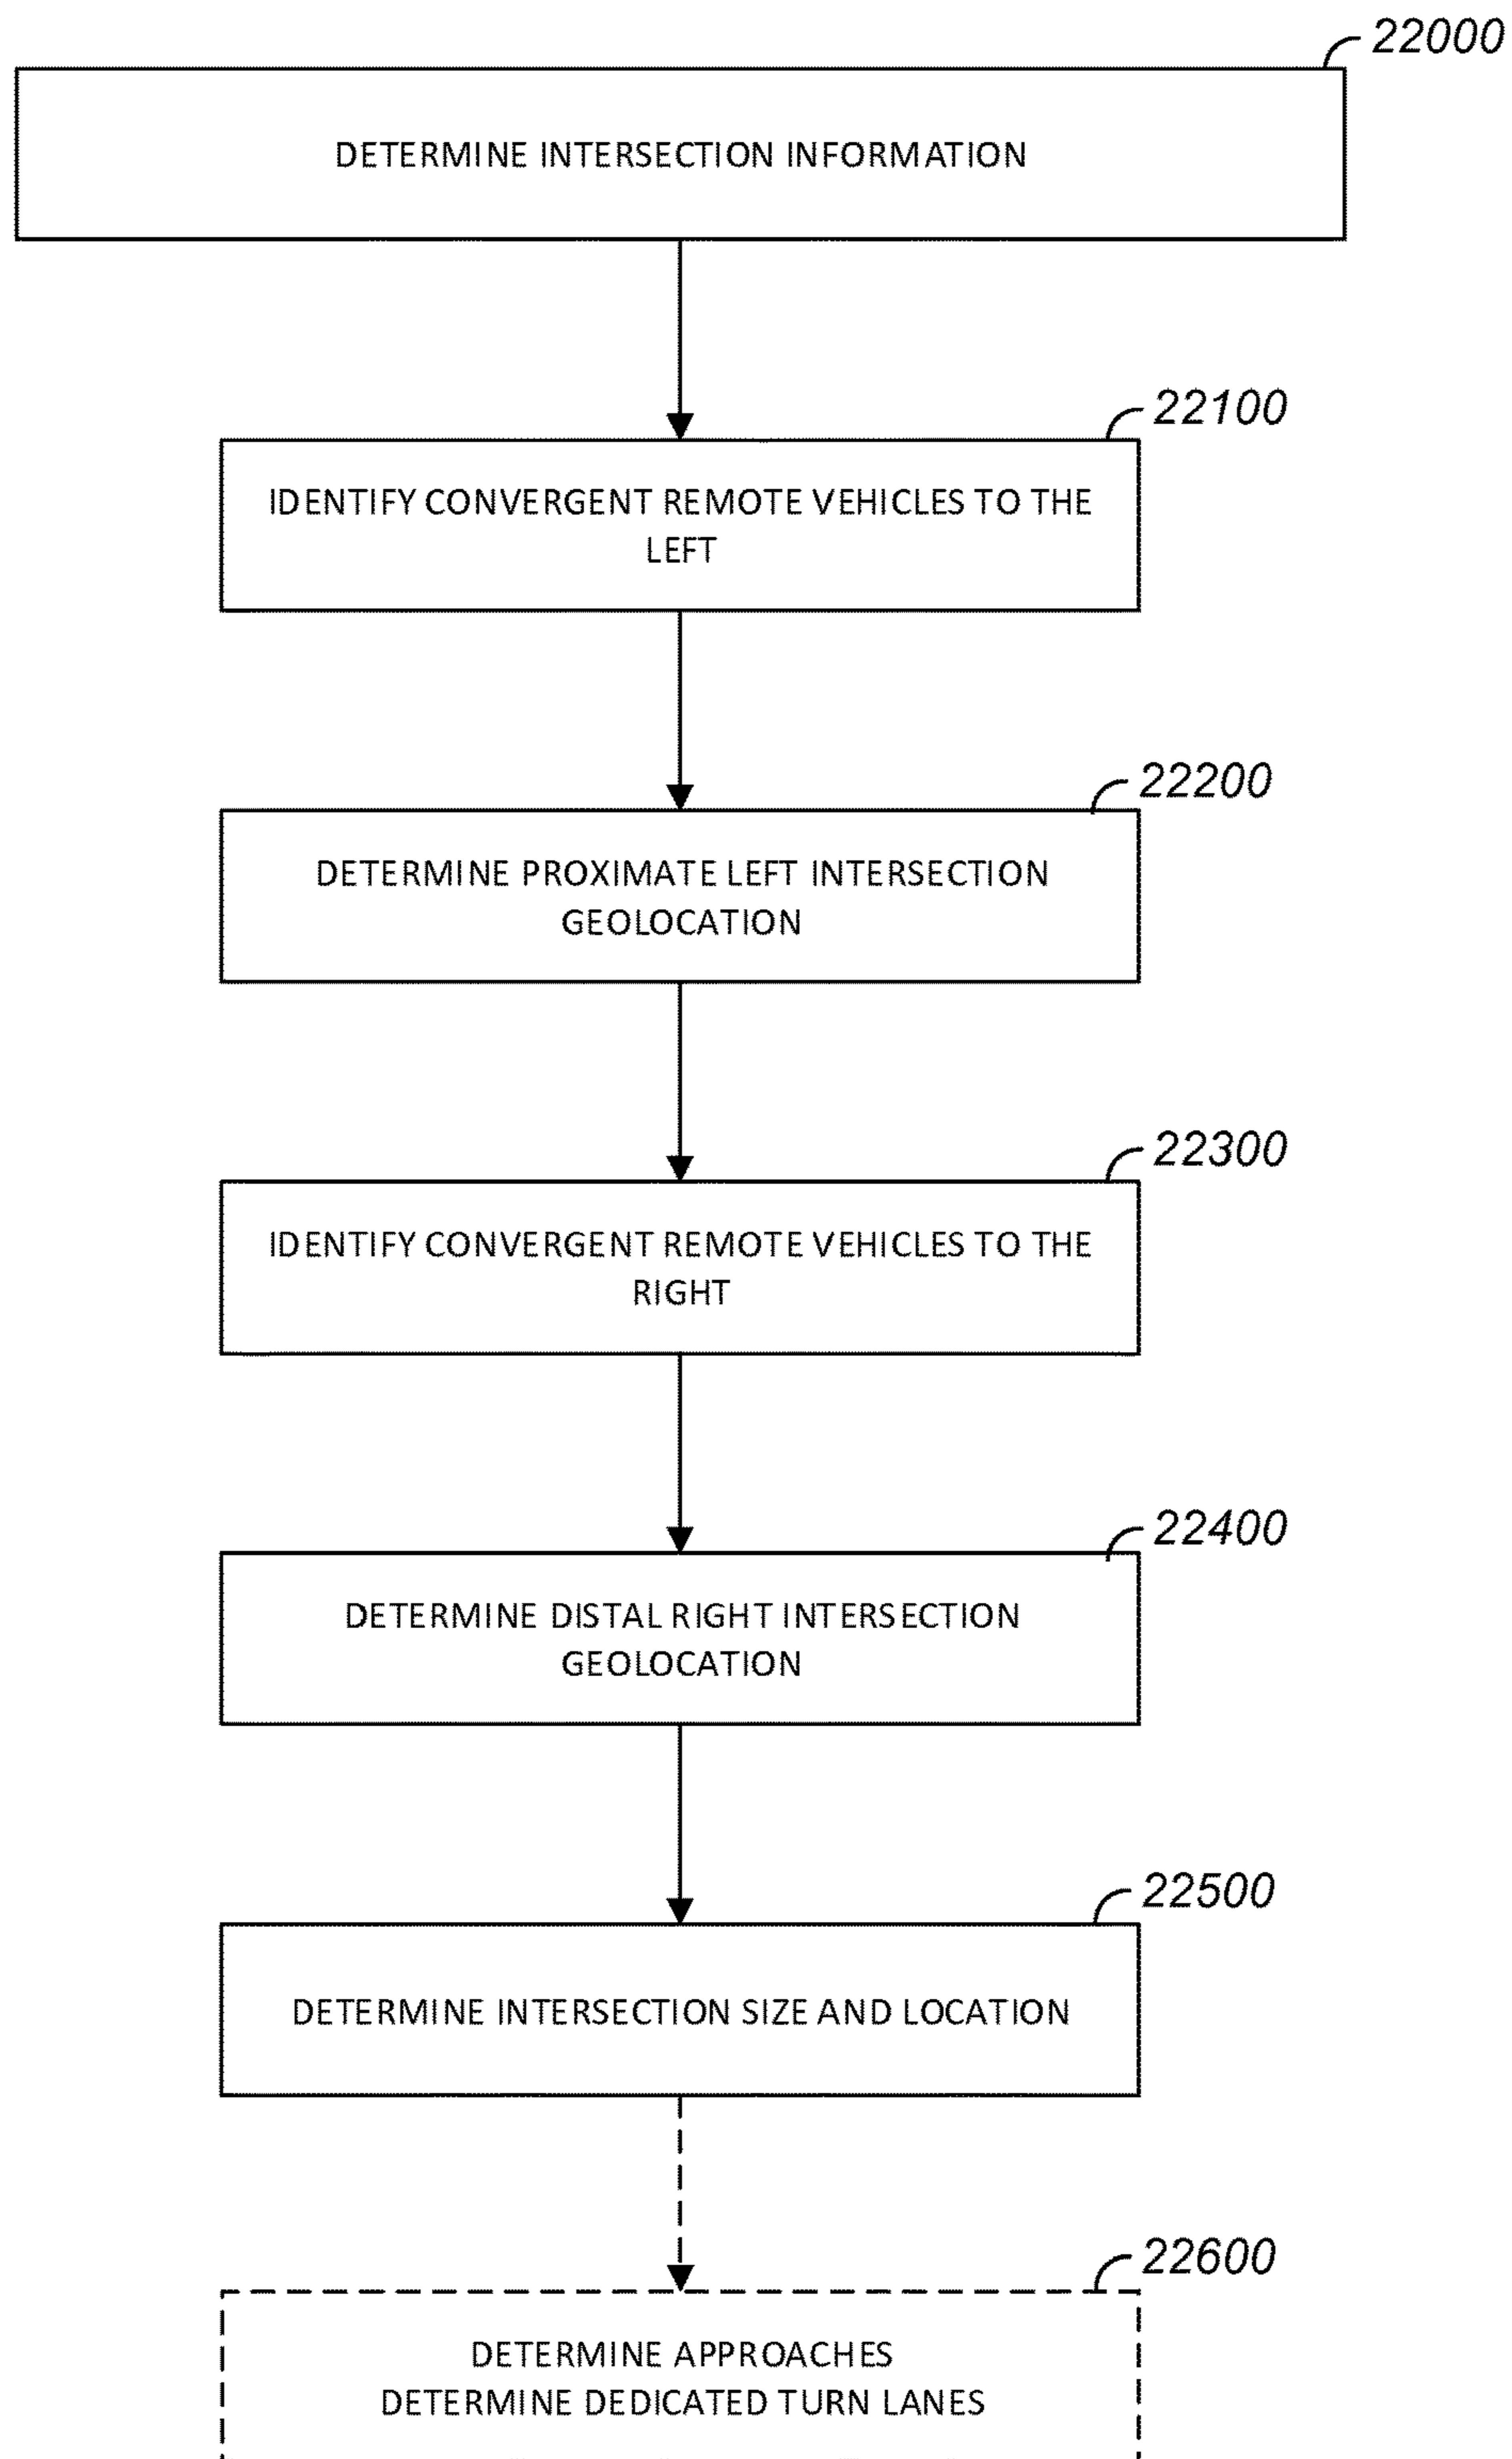 22000
DETERMINE INTERSECTION INFORMATION
22100
IDENTIFY CONVERGENT REMOTE VEHICLES TO THE
LEFT
22200
DETERMINE PROXIMATE LEFT INTERSECTION
GEOLOCATION
22300
IDENTIFY CONVERGENT REMOTE VEHICLES TO THE
RIGHT
22400
DETERMINE DISTAL RIGHT INTERSECTION
GEOLOCATION
22500
DETERMINE INTERSECTION SIZE AND LOCATION
22600
DETERMINE APPROACHES
DETERMINE DEDICATED TURN LANES